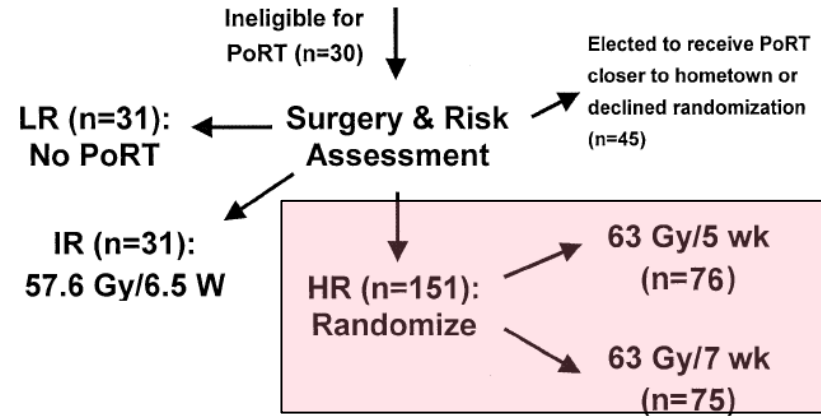 Ineligible for
PoRT (n=30)
Elected to receive PoRT
closer to hometown or
declined randomization
(n=45)
LR (n=31):
No PoRT
Surgery & Risk
Assessment
IR (n=31):
57.6 Gy/6.5 W
HR (n=151):
Randomize
63 Gy/5 wk
(n=76)
63 Gy/7 wk
(n=75)